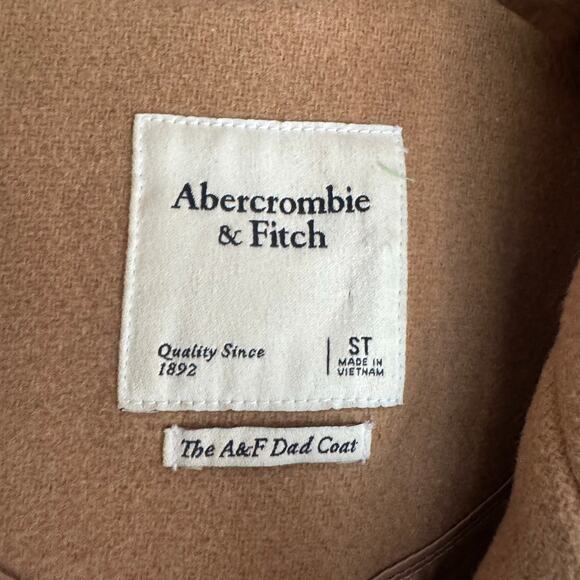 Abercrombie
& Fitch
Quality Since
1892
ST
MADE IN
VIETNAM
The A&F Dad Coat